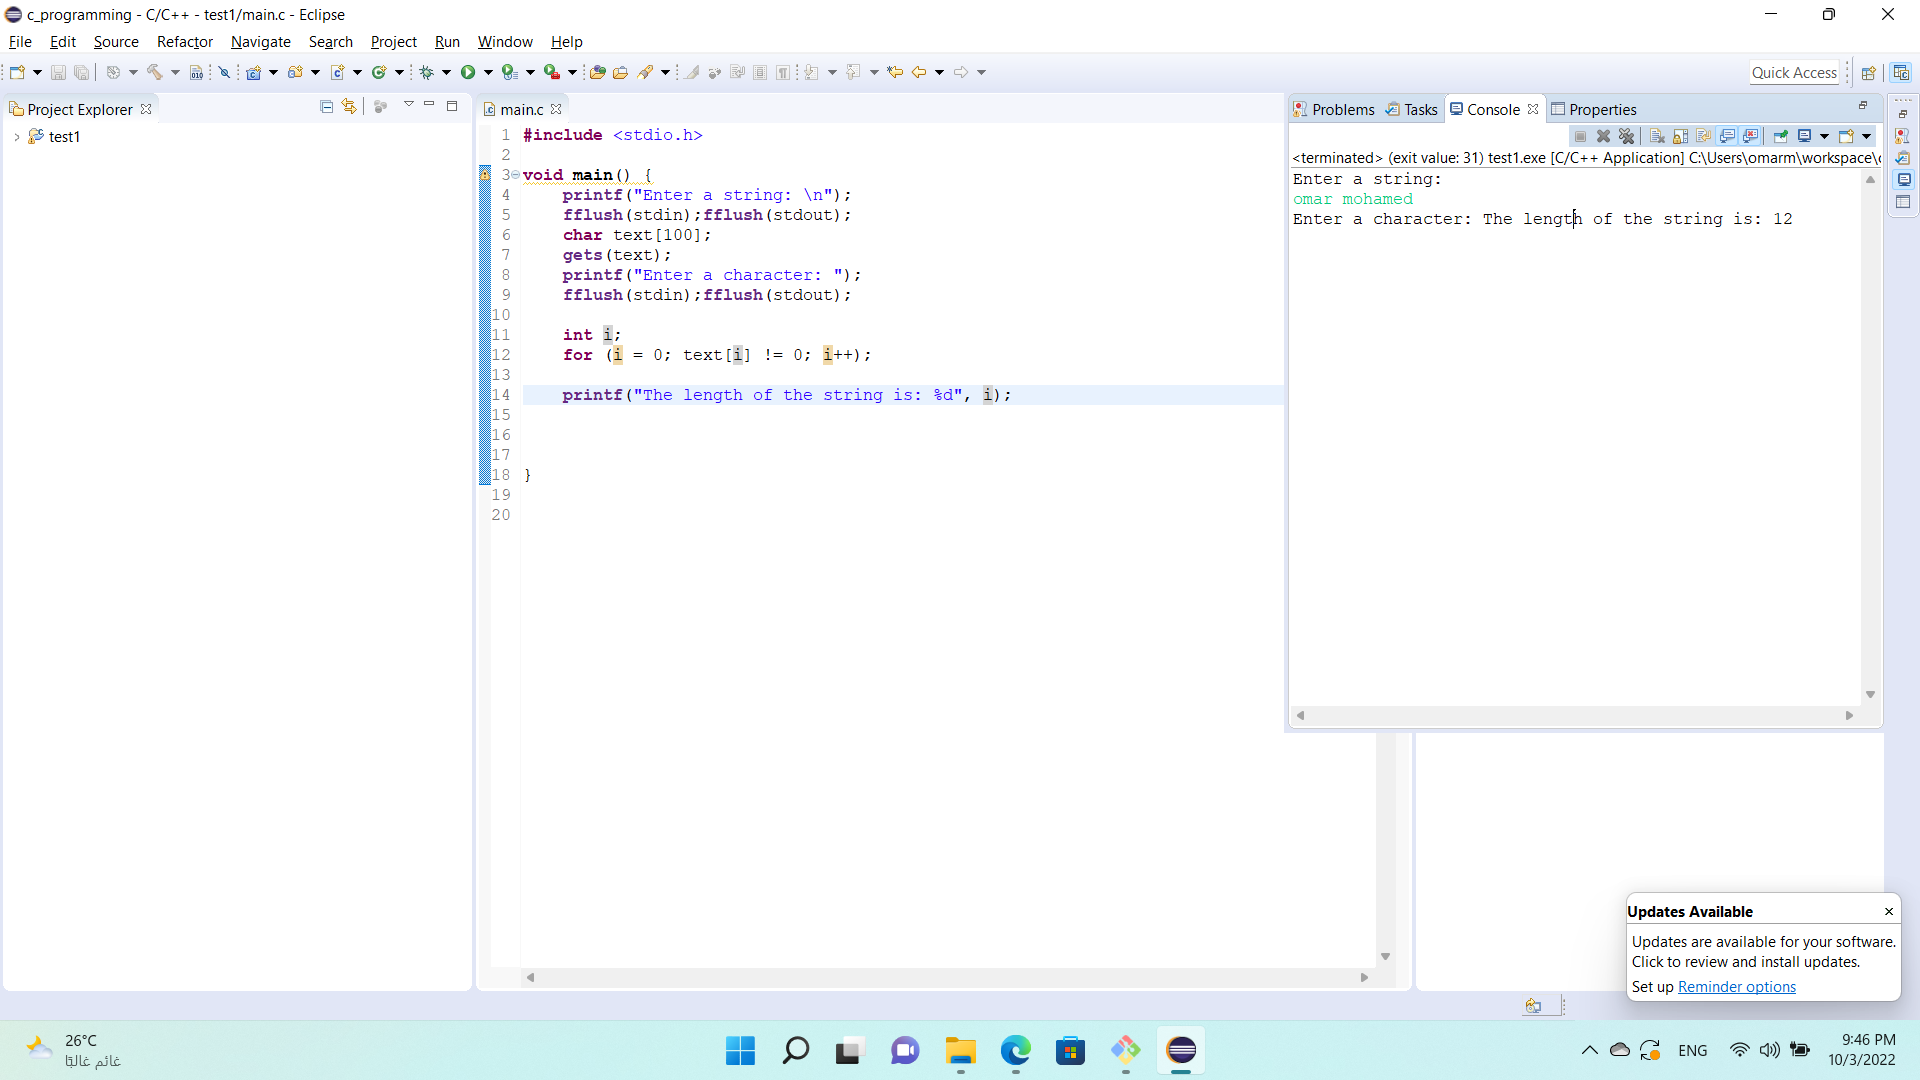 c_programming - C/C++ - test1/main.c - Eclipse
File Edit Source Refactor Navigate Search Project Run Window Help
Quick Access
Project Explorer
test1
main.c
1 #include <stdio.h>
2
3 void main() {
4 printf("Enter a string: \n");
5 fflush(stdin);fflush(stdout);
6 char text[100];
7 gets(text);
8 printf("Enter a character: ");
9 fflush(stdin);fflush(stdout);
10
11 int i;
12 for (i = 0; text[i] != 0; i++);
13
14 printf("The length of the string is: %d", i);
15
16
17
18 }
19
20
Problems Tasks Console Properties
<terminated> (exit value: 31) test1.exe [C/C++ Application] C:\Users\omarm\workspace\
Enter a string:
omar mohamed
Enter a character: The length of the string is: 12
Updates Available
Updates are available for your software.
Click to review and install updates.
Set up Reminder options
26°C
غائم غالبًا
ENG
9:46 PM
10/3/2022